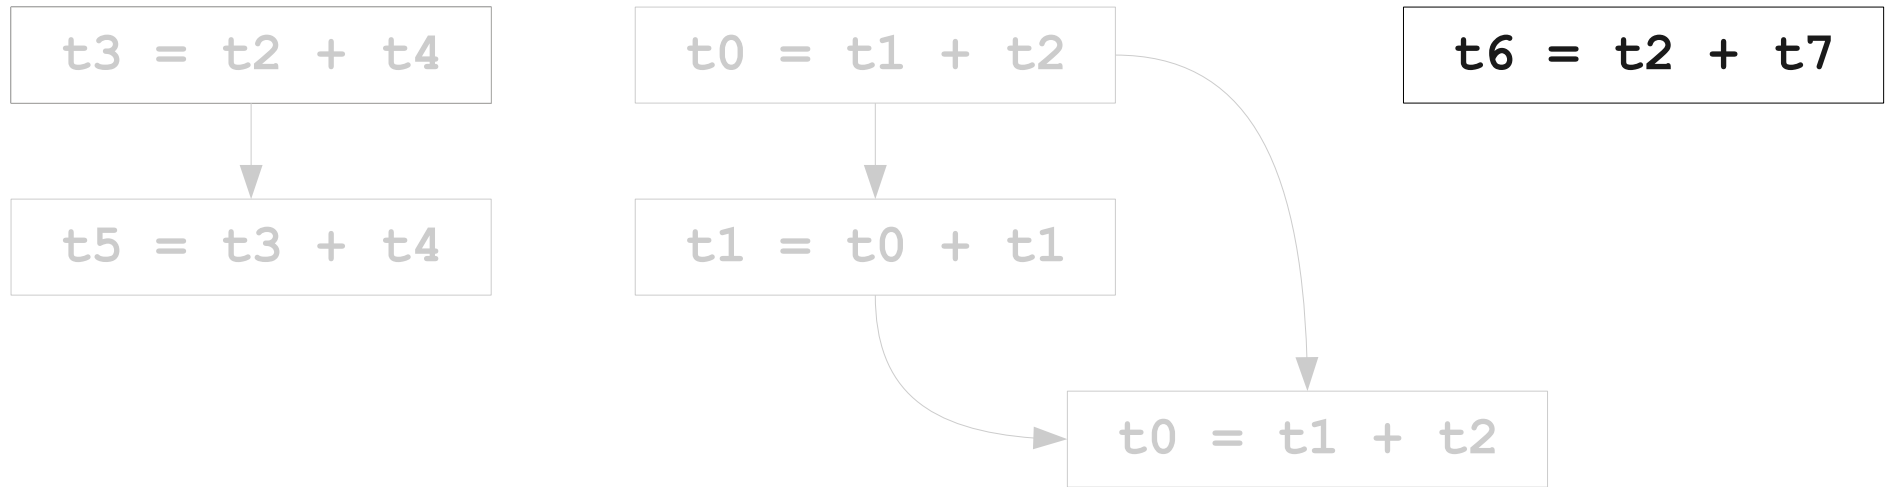 t3 = t2 + t4
t0 = t1 + t2
t6 = t2 + t7
t5 = t3 + t4
t1 = t0 + t1
t0 = t1 + t2